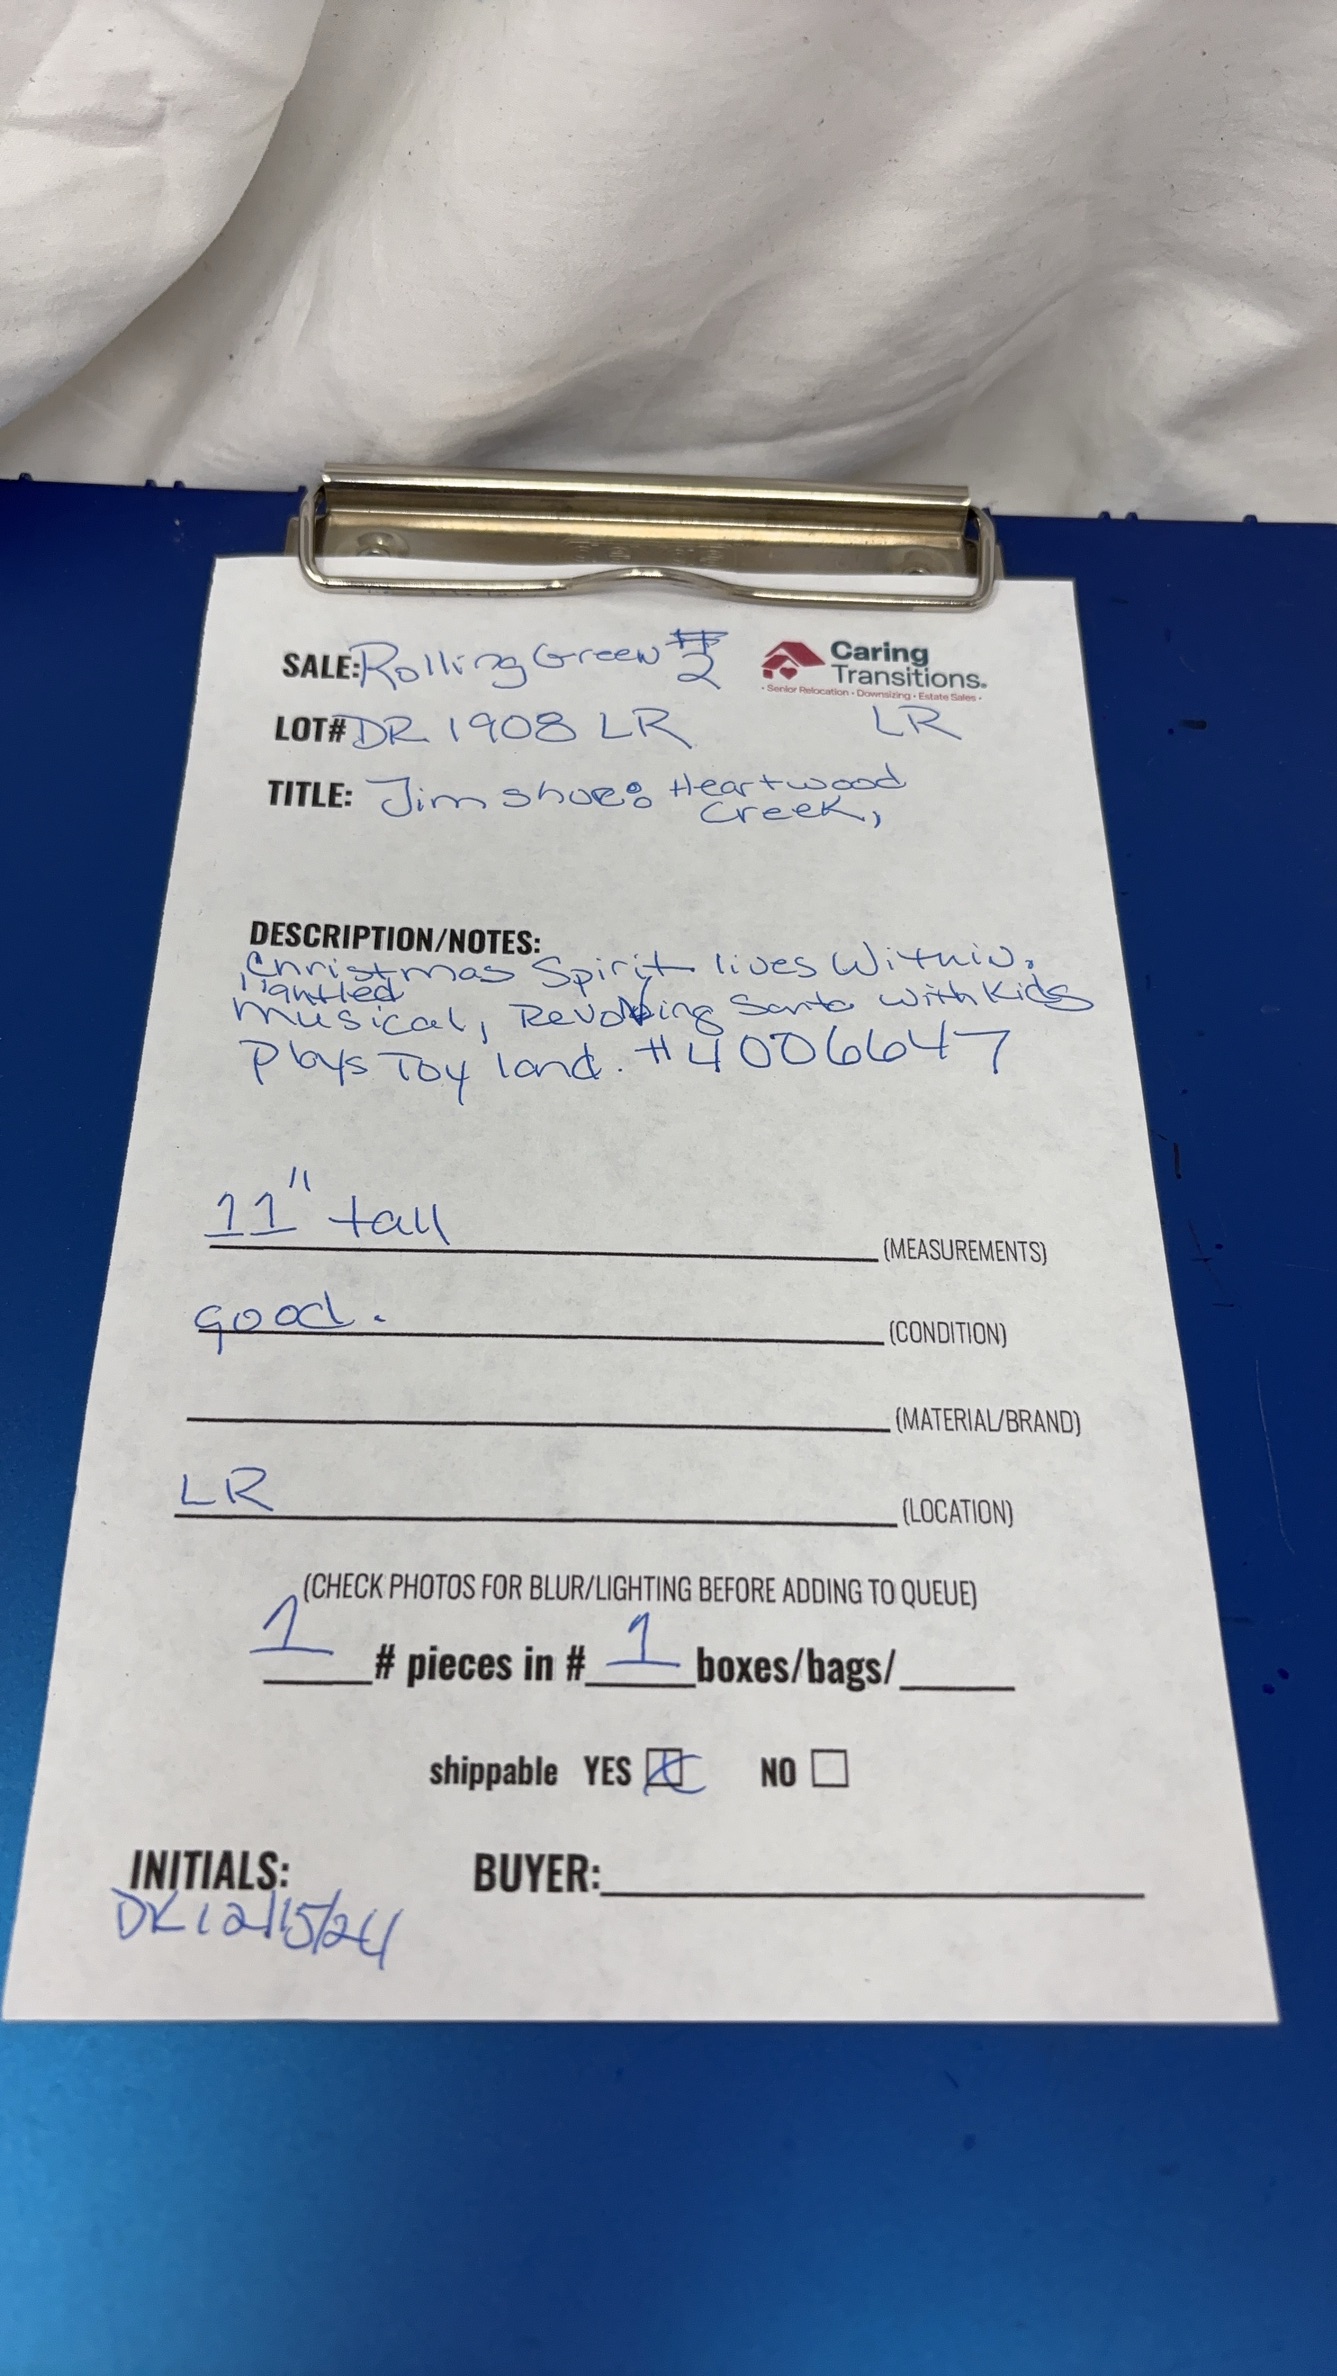 SALE: Rolling Green #2
Caring
Transitions.
• Senior Relocation • Downsizing • Estate Sales •
LOT# DR 1908 LR LR
TITLE: Jim Shore: Heartwood
Creek,
DESCRIPTION/NOTES:
Christmas Spirit lives Within.
lightled
Musical, Revolving Santa with Kids
Plays Toy land. #4006647
11" tall (MEASUREMENTS)
good. (CONDITION)
(MATERIAL/BRAND)
LR (LOCATION)
(CHECK PHOTOS FOR BLUR/LIGHTING BEFORE ADDING TO QUEUE)
1 # pieces in # 1 boxes/bags/
shippable YES NO
INITIALS: BUYER:
DK 12/15/24